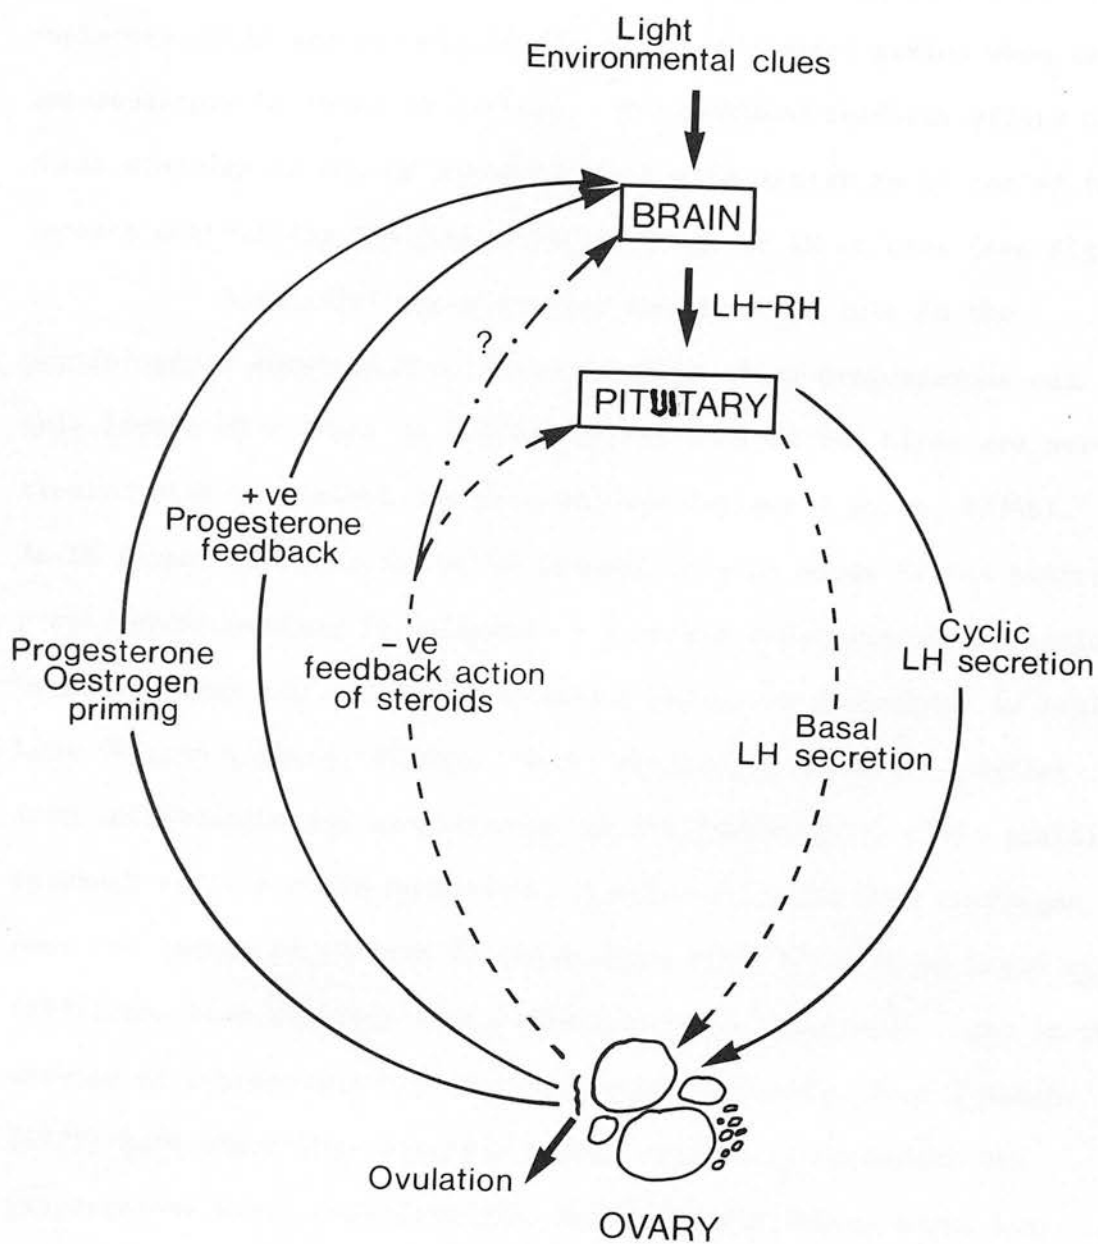 Light
Environmental clues
BRAIN
LH-RH
?
PITUITARY
+ve
Progesterone
feedback
Progesterone
Oestrogen
priming
-ve
feedback action
of steroids
Cyclic
LH secretion
Basal
LH secretion
Ovulation
OVARY